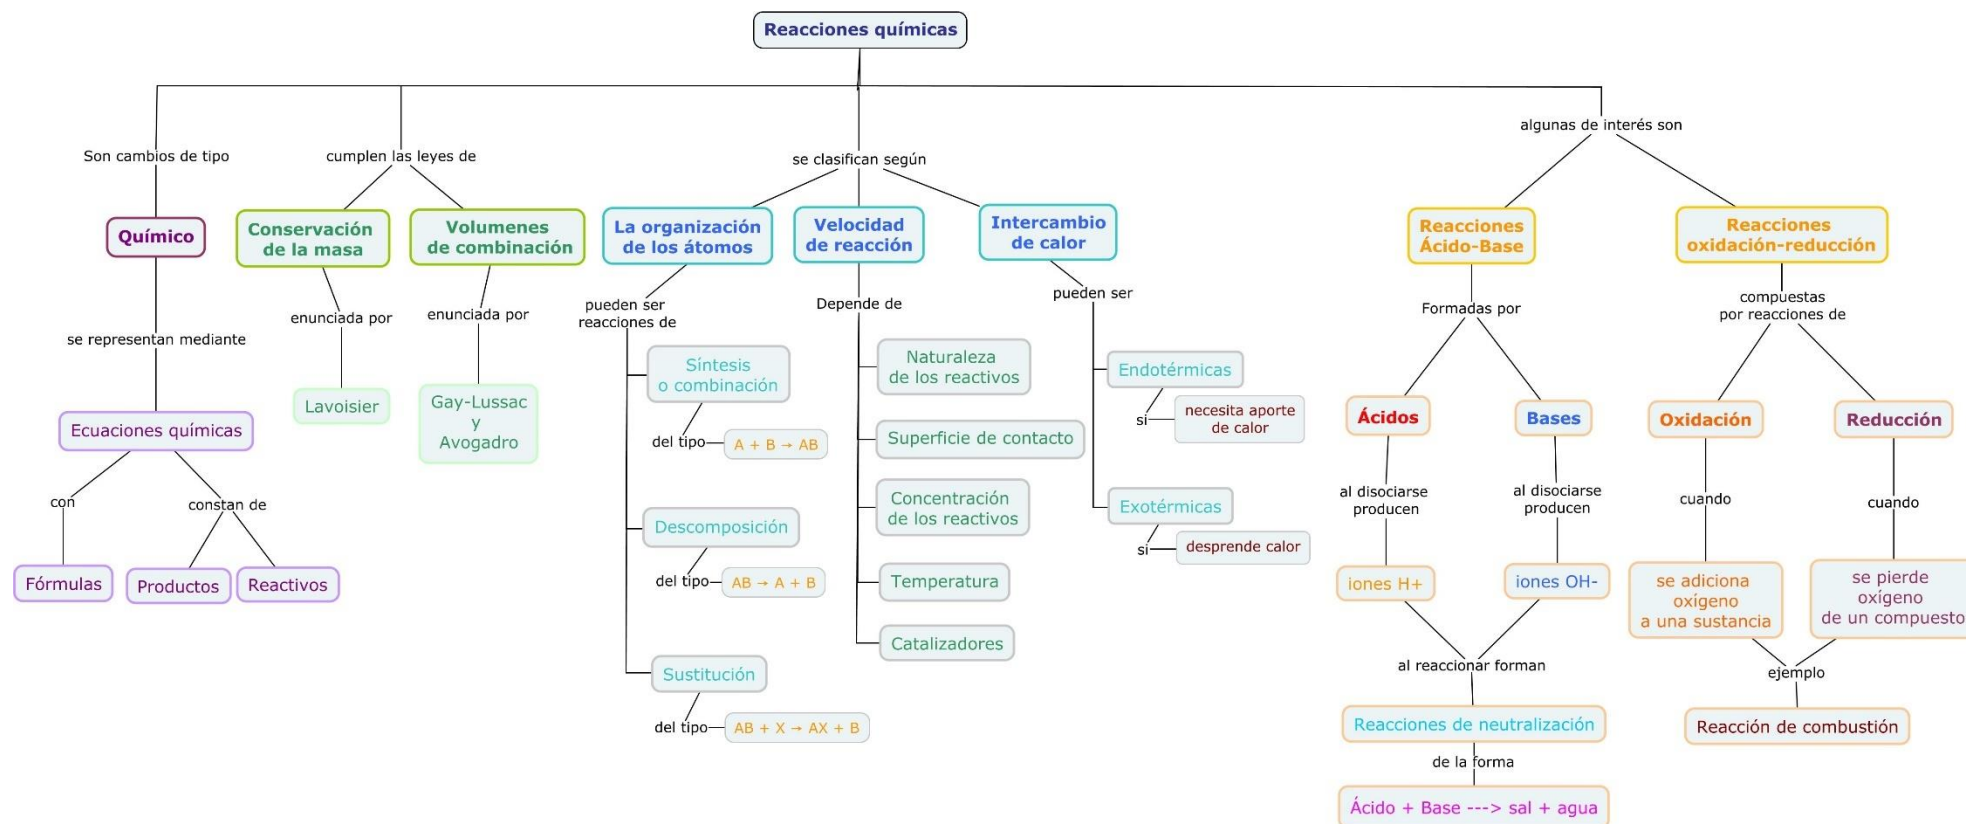 Reacciones químicas
Son cambios de tipo
Químico
se representan mediante
Ecuaciones químicas
con
Fórmulas
constan de
Productos
Reactivos
cumplen las leyes de
Conservación
de la masa
enunciada por
Lavoisier
Volumenes
de combinación
enunciada por
Gay-Lussac
y
Avogadro
se clasifican según
La organización
de los átomos
pueden ser
reacciones de
Síntesis
o combinación
del tipo
A + B → AB
Descomposición
del tipo
AB → A + B
Sustitución
del tipo
AB + X → AX + B
Velocidad
de reacción
Depende de
Naturaleza
de los reactivos
Superficie de contacto
Concentración
de los reactivos
Temperatura
Catalizadores
Intercambio
de calor
pueden ser
Endotérmicas
si
necesita aporte
de calor
Exotérmicas
si
desprende calor
algunas de interés son
Reacciones
Ácido-Base
Formadas por
Ácidos
al disociarse
producen
iones H+
Bases
al disociarse
producen
iones OH-
al reaccionar forman
Reacciones de neutralización
de la forma
Ácido + Base ---> sal + agua
Reacciones
oxidación-reducción
compuestas
por reacciones de
Oxidación
cuando
se adiciona
oxígeno
a una sustancia
Reducción
cuando
se pierde
oxígeno
de un compuesto
ejemplo
Reacción de combustión